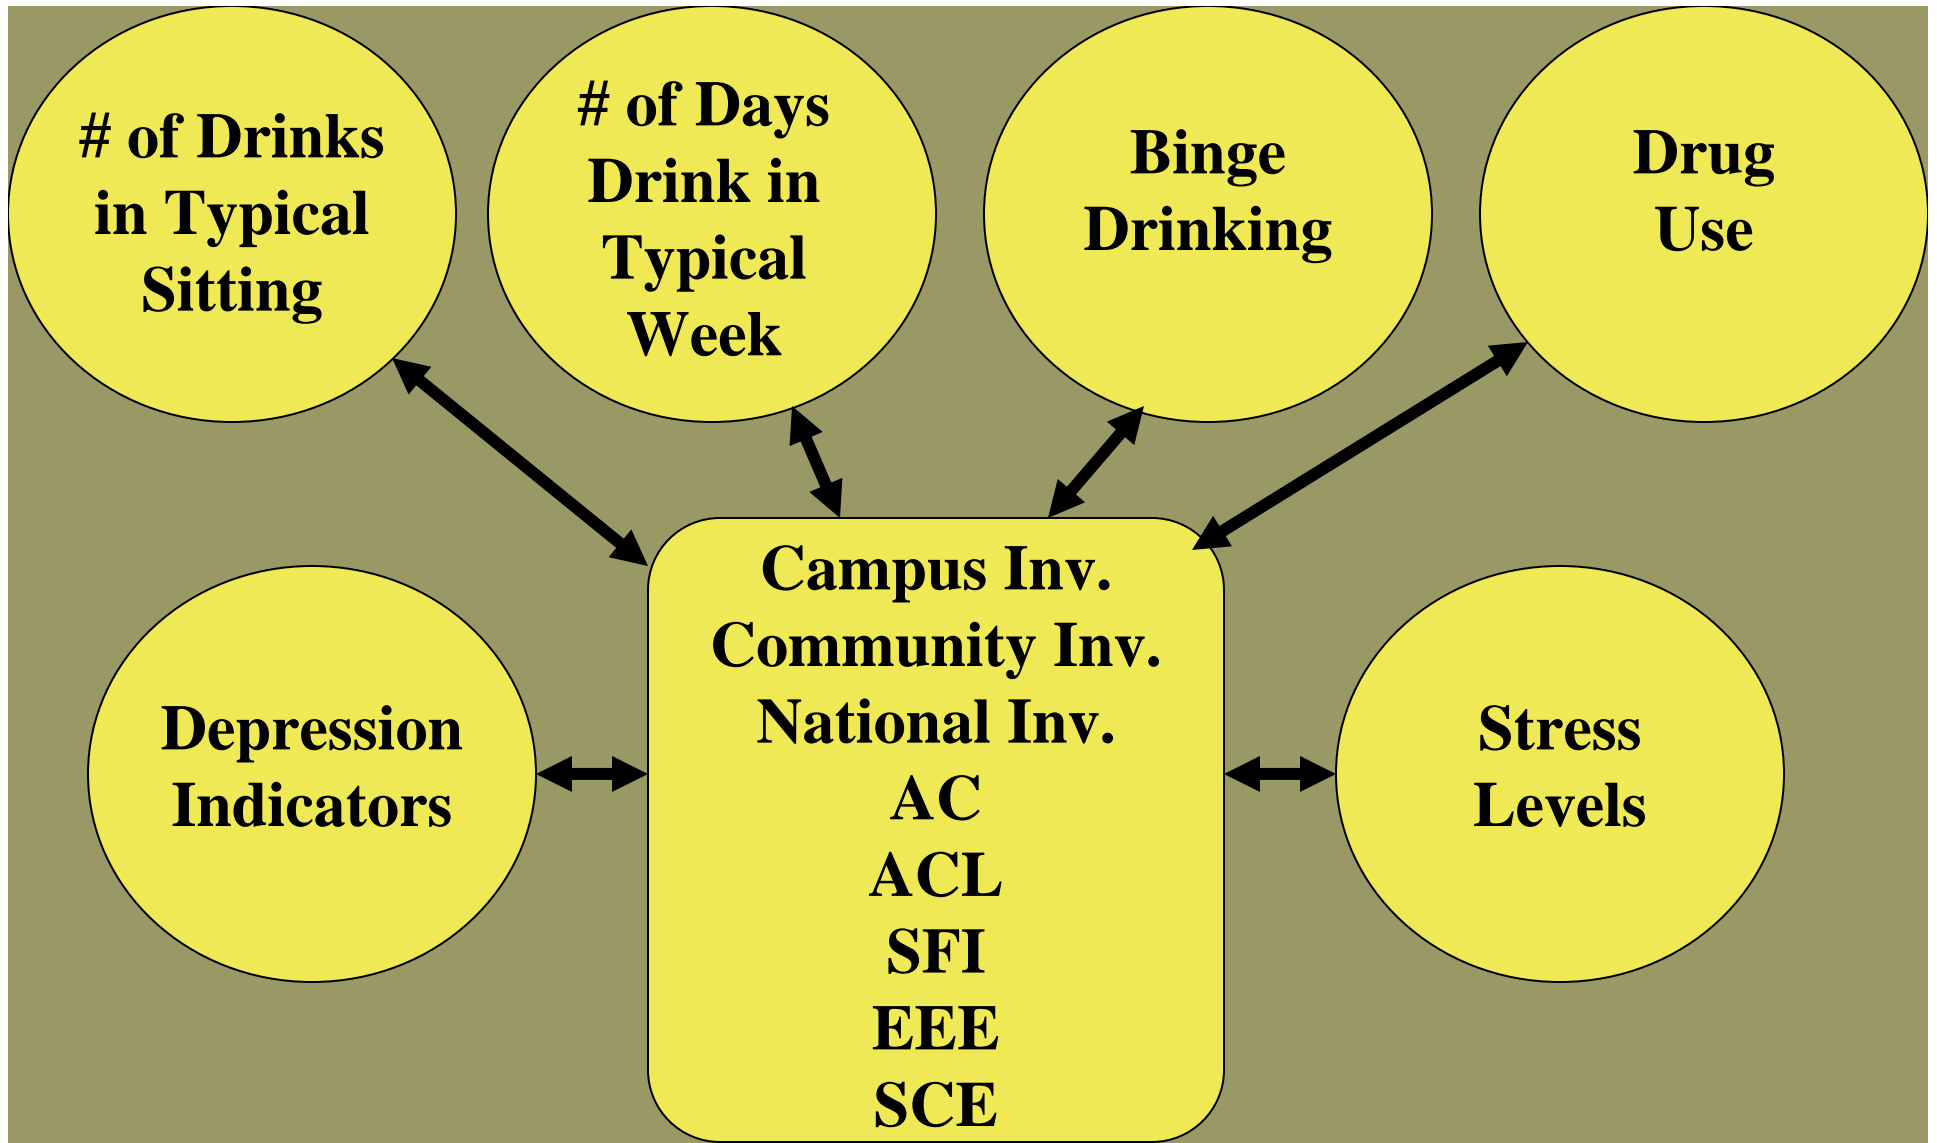 # of Drinks
in Typical
Sitting
# of Days
Drink in
Typical
Week
Binge
Drinking
Drug
Use
Depression
Indicators
Campus Inv.
Community Inv.
National Inv.
AC
ACL
SFI
EEE
SCE
Stress
Levels